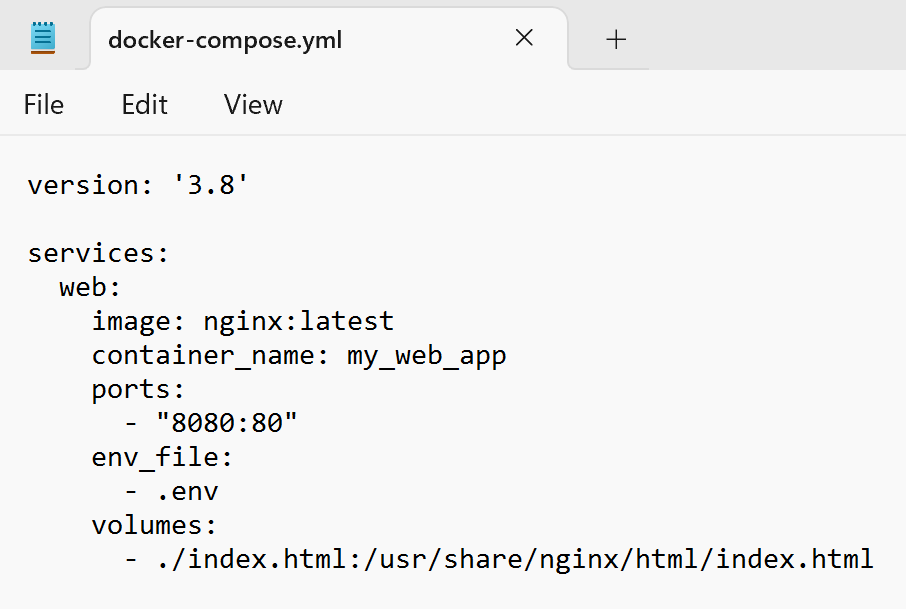 docker-compose.yml
File Edit View
version: '3.8'
services:
  web:
    image: nginx:latest
    container_name: my_web_app
    ports:
      - "8080:80"
    env_file:
      - .env
    volumes:
      - ./index.html:/usr/share/nginx/html/index.html